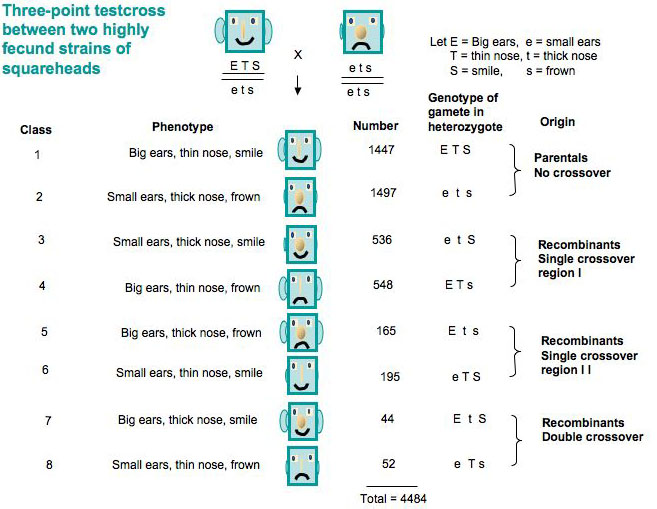 Three-point testcross
between two highly
fecund strains of
squareheads
E T S
e t s
X
e t s
e t s
Let E = Big ears, e = small ears
T = thin nose, t = thick nose
S = smile, s = frown
Class Phenotype Number Genotype of gamete in heterozygote Origin
1 Big ears, thin nose, smile 1447 E T S
Parentals
No crossover
2 Small ears, thick nose, frown 1497 e t s
3 Small ears, thick nose, smile 536 e t S
Recombinants
Single crossover
region I
4 Big ears, thin nose, frown 548 E T s
5 Big ears, thick nose, frown 165 E t s
Recombinants
Single crossover
region I I
6 Small ears, thin nose, smile 195 e T S
7 Big ears, thick nose, smile 44 E t S
Recombinants
Double crossover
8 Small ears, thin nose, frown 52 e T s
Total = 4484